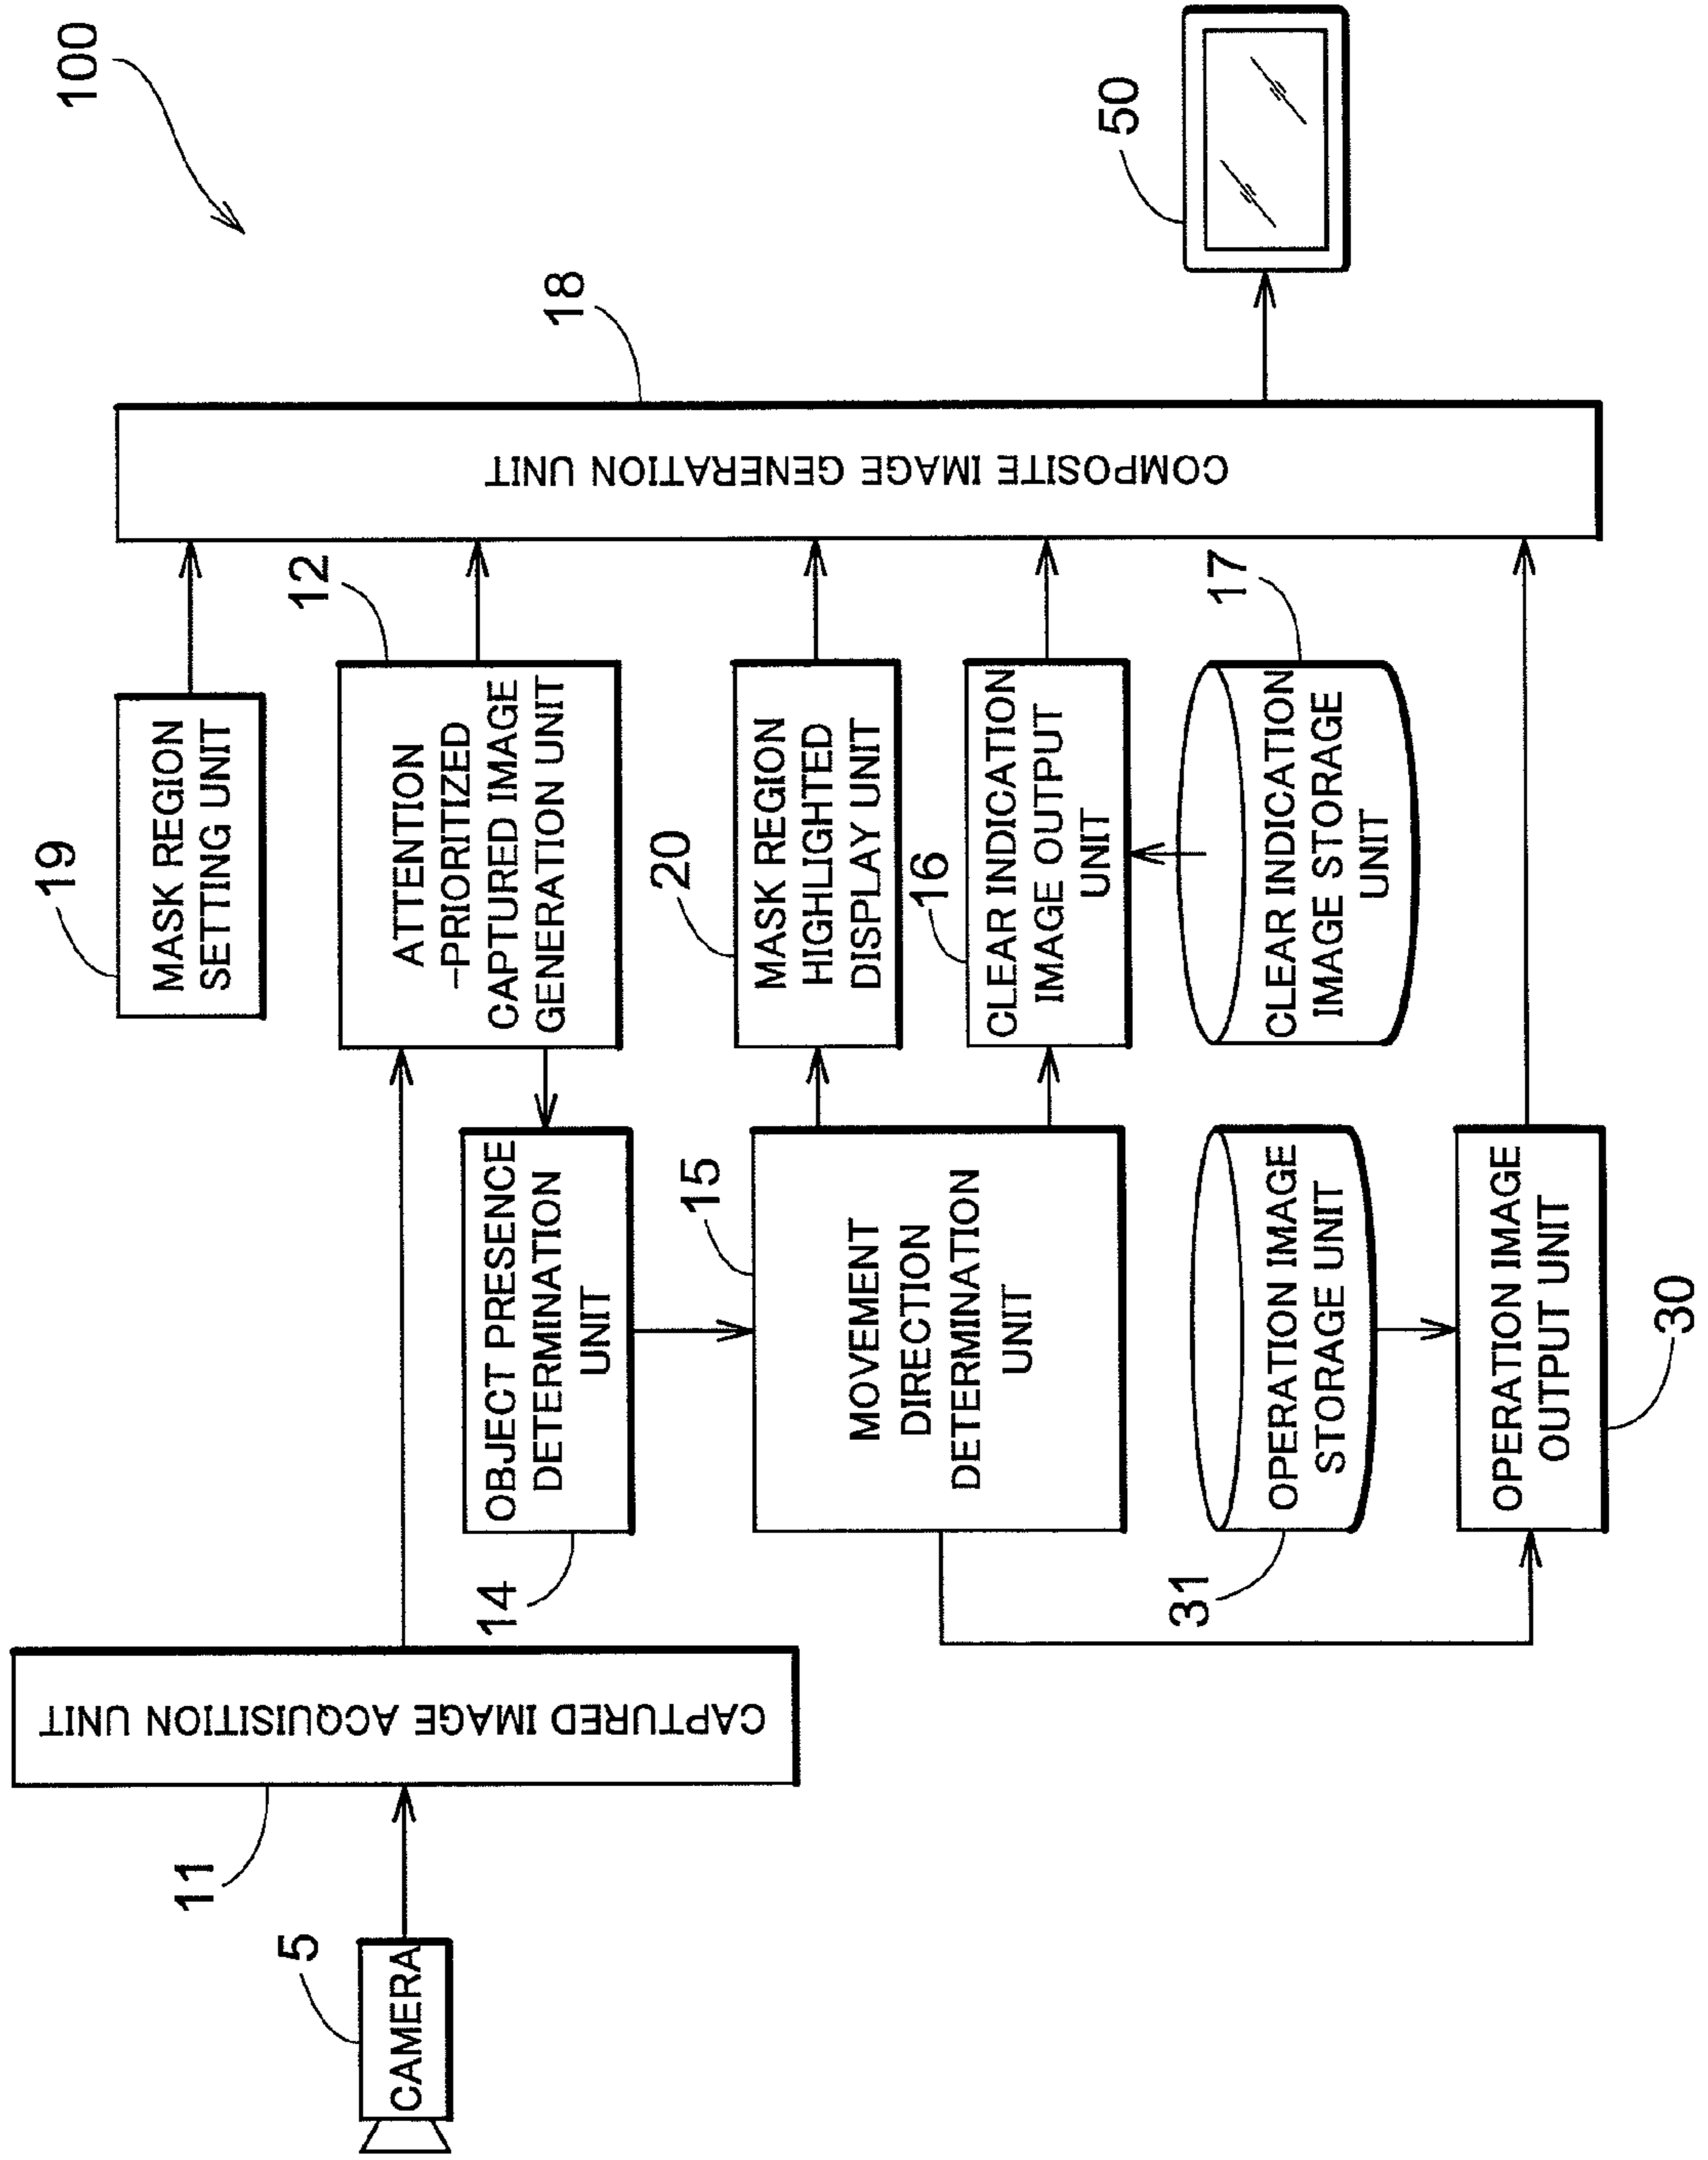 100
5
CAMERA
11
CAPTURED IMAGE ACQUISITION UNIT
19
MASK REGION
SETTING UNIT
12
ATTENTION
-PRIORITIZED
CAPTURED IMAGE
GENERATION UNIT
14
OBJECT PRESENCE
DETERMINATION
UNIT
15
MOVEMENT
DIRECTION
DETERMINATION
UNIT
20
MASK REGION
HIGHLIGHTED
DISPLAY UNIT
16
CLEAR INDICATION
IMAGE OUTPUT
UNIT
17
CLEAR INDICATION
IMAGE STORAGE
UNIT
31
OPERATION IMAGE
STORAGE UNIT
OPERATION IMAGE
OUTPUT UNIT
30
18
COMPOSITE IMAGE GENERATION UNIT
50